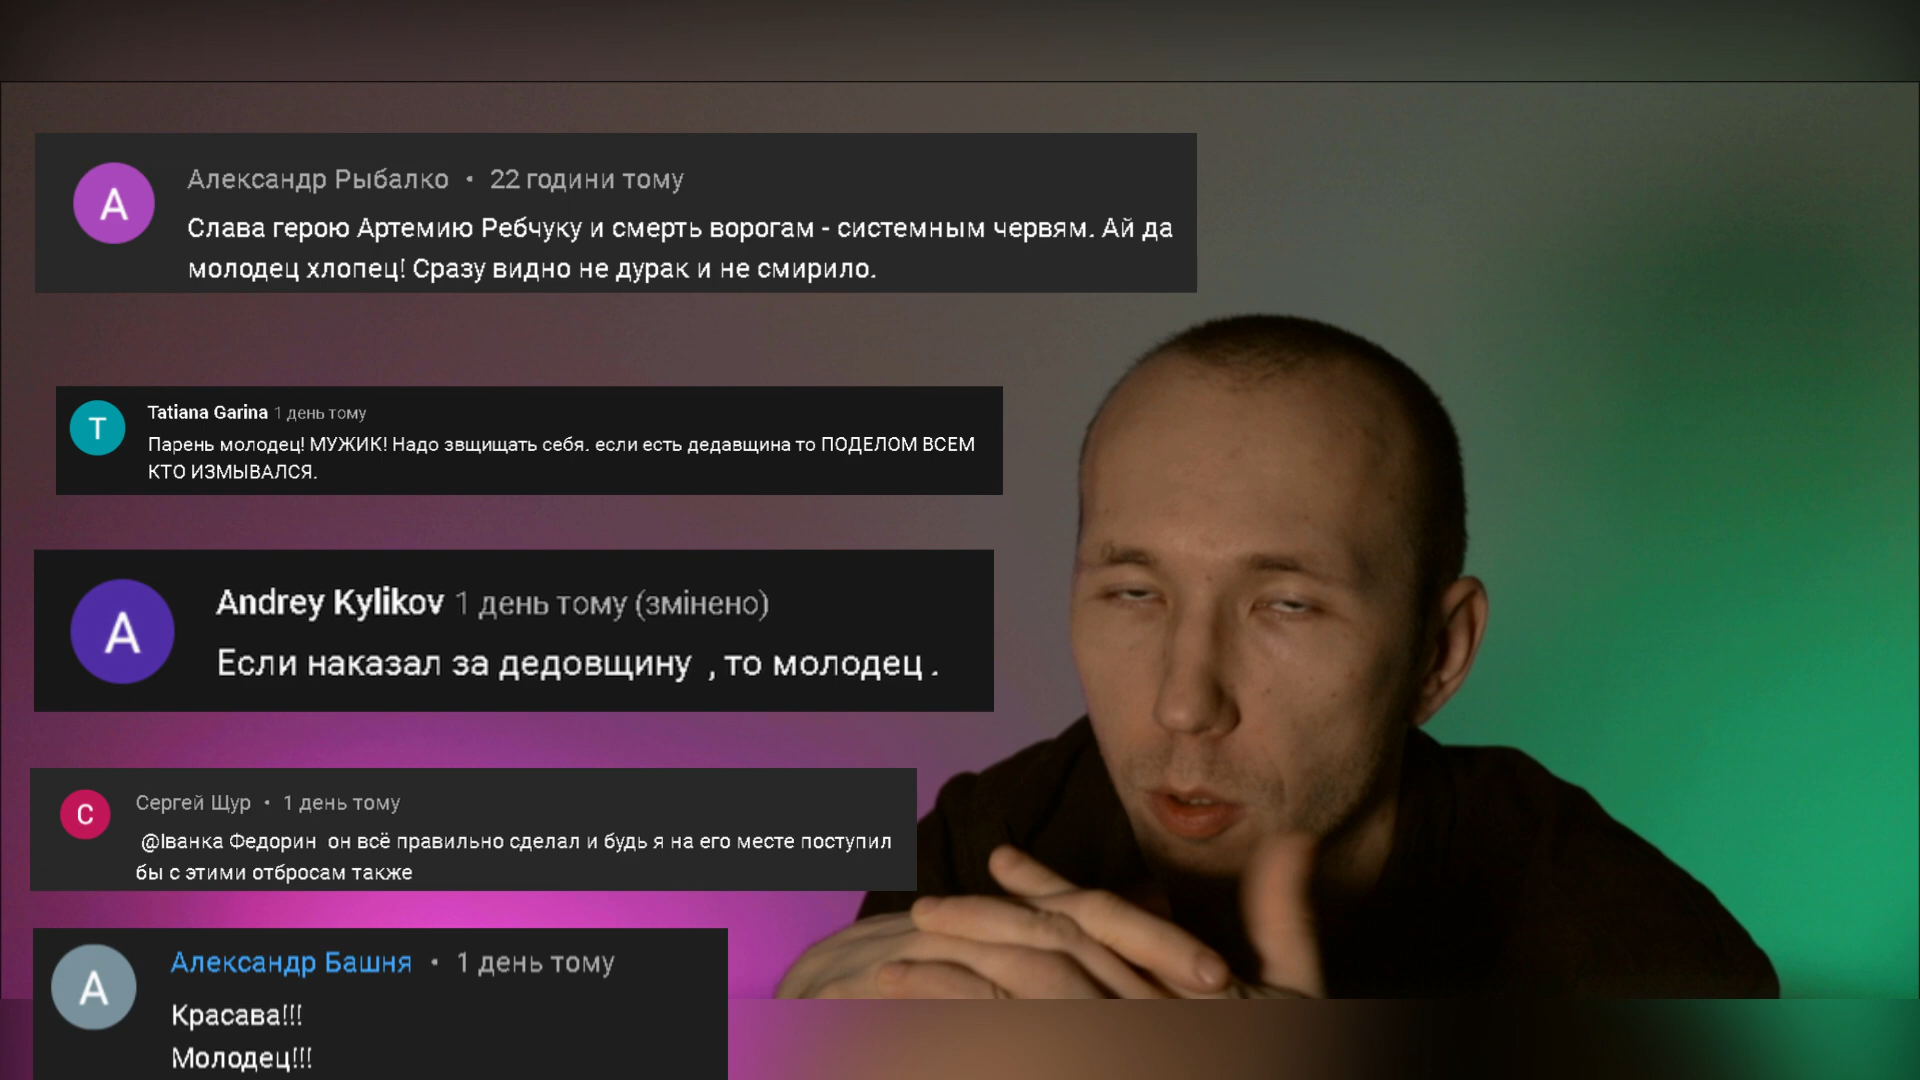 A
Александр Рыбалко • 22 години тому
Слава герою Артемию Ребчуку и смерть ворогам - системным червям. Ай да
молодец хлопец! Сразу видно не дурак и не смирило.
T
Tatiana Garina 1 день тому
Парень молодец! МУЖИК! Надо звщищать себя. если есть дедавщина то ПОДЕЛОМ ВСЕМ
КТО ИЗМЫВАЛСЯ.
A
Andrey Kylikov 1 день тому (змінено)
Если наказал за дедовщину , то молодец .
С
Сергей Щур • 1 день тому
@Іванка Федорин он всё правильно сделал и будь я на его месте поступил
бы с этими отбросам также
A
Александр Башня • 1 день тому
Красава!!!
Молодец!!!